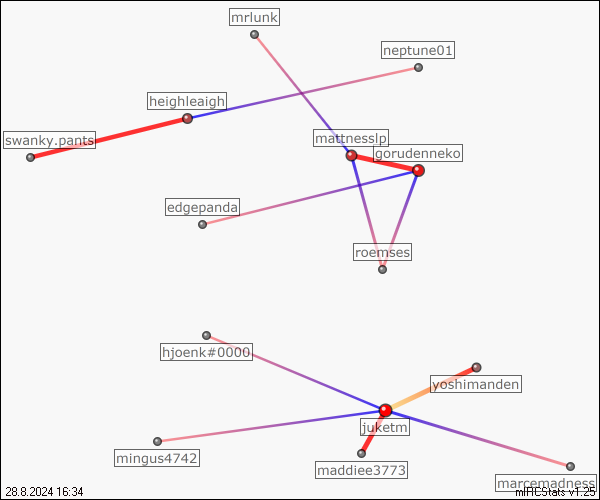 mrlunk
neptune01
heighleaigh
swanky.pants
mattnesslp
gorudenneko
edgepanda
roemses
hjoenk#0000
yoshimanden
juketm
mingus4742
maddiee3773
marcemadness
28.8.2024 16:34
mIRCStats v1.25